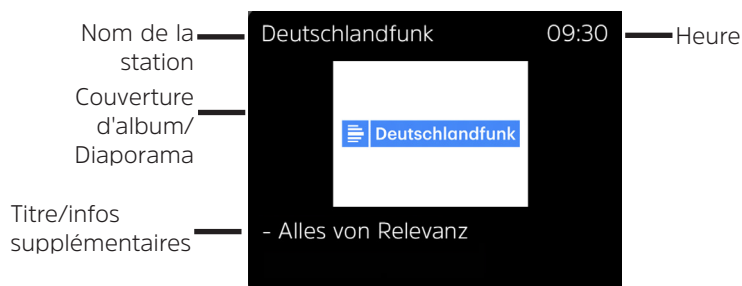 Nom de la
station
Deutschlandfunk 09:30
Heure
Couverture
d'album/
Diaporama
Deutschlandfunk
Titre/infos
supplémentaires
- Alles von Relevanz